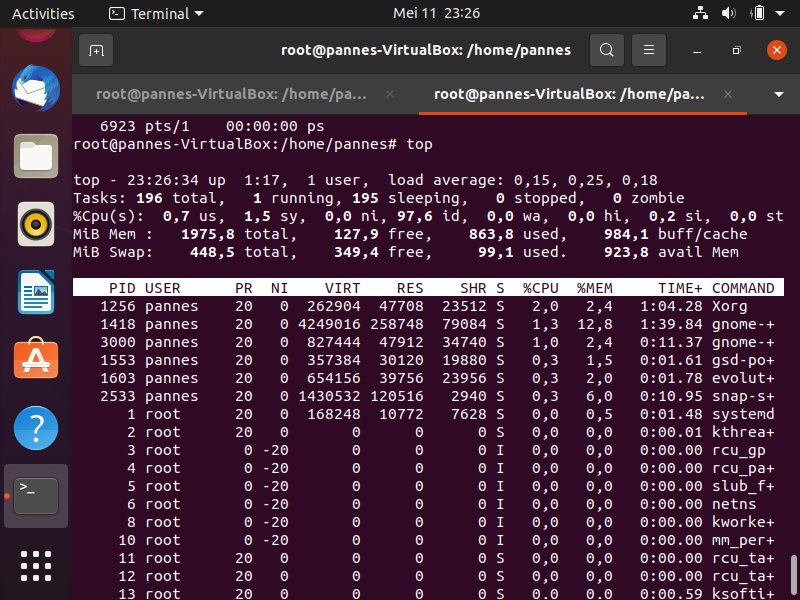 Activities Terminal Mei 11 23:26
root@pannes-VirtualBox: /home/pannes
root@pannes-VirtualBox: /home/pa... root@pannes-VirtualBox: /home/pa...
6923 pts/1 00:00:00 ps
root@pannes-VirtualBox:/home/pannes# top
top - 23:26:34 up 1:17, 1 user, load average: 0,15, 0,25, 0,18
Tasks: 196 total, 1 running, 195 sleeping, 0 stopped, 0 zombie
%Cpu(s): 0,7 us, 1,5 sy, 0,0 ni, 97,6 id, 0,0 wa, 0,0 hi, 0,2 si, 0,0 st
MiB Mem : 1975,8 total, 127,9 free, 863,8 used, 984,1 buff/cache
MiB Swap: 448,5 total, 349,4 free, 99,1 used. 923,8 avail Mem
PID USER PR NI VIRT RES SHR S %CPU %MEM TIME+ COMMAND
1256 pannes 20 0 262904 47708 23512 S 2,0 2,4 1:04.28 Xorg
1418 pannes 20 0 4249016 258748 79084 S 1,3 12,8 1:39.84 gnome-+
3000 pannes 20 0 827444 47912 34740 S 1,0 2,4 0:11.37 gnome-+
1553 pannes 20 0 357384 30120 19880 S 0,3 1,5 0:01.61 gsd-po+
1603 pannes 20 0 654156 39756 23956 S 0,3 2,0 0:01.78 evolut+
2533 pannes 20 0 1430532 120516 2940 S 0,3 6,0 0:10.95 snap-s+
1 root 20 0 168248 10772 7628 S 0,0 0,5 0:01.48 systemd
2 root 20 0 0 0 0 S 0,0 0,0 0:00.01 kthrea+
3 root 0 -20 0 0 0 I 0,0 0,0 0:00.00 rcu_gp
4 root 0 -20 0 0 0 I 0,0 0,0 0:00.00 rcu_pa+
5 root 0 -20 0 0 0 I 0,0 0,0 0:00.00 slub_f+
6 root 0 -20 0 0 0 I 0,0 0,0 0:00.00 netns
8 root 0 -20 0 0 0 I 0,0 0,0 0:00.00 kworke+
10 root 0 -20 0 0 0 I 0,0 0,0 0:00.00 mm_per+
11 root 20 0 0 0 0 S 0,0 0,0 0:00.00 rcu_ta+
12 root 20 0 0 0 0 S 0,0 0,0 0:00.00 rcu_ta+
13 root 20 0 0 0 0 S 0,0 0,0 0:00.59 ksofti+